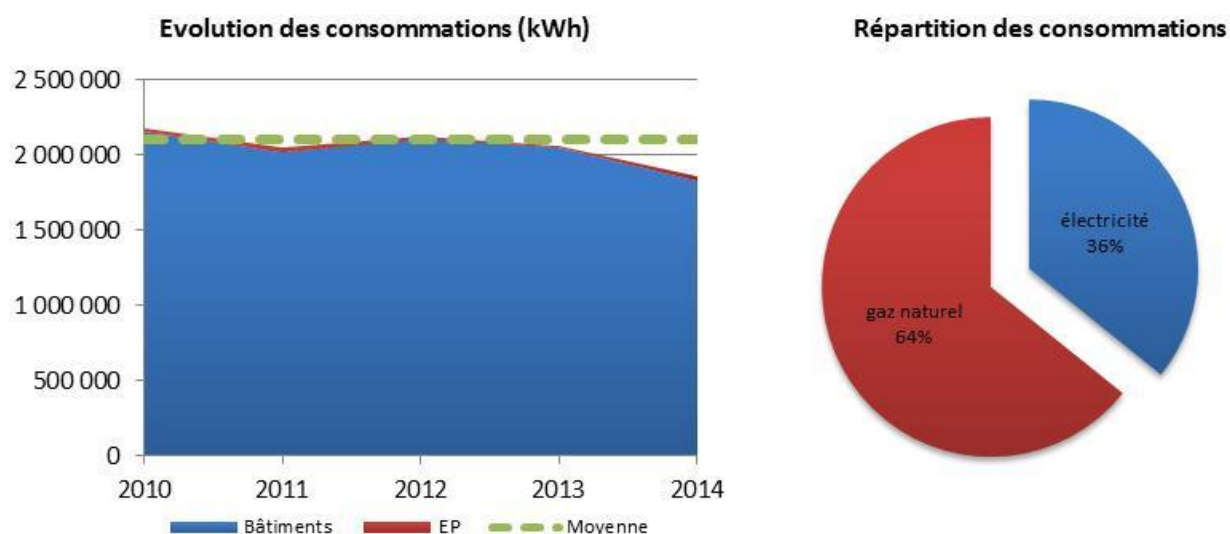 Evolution des consommations (kWh)
2 500 000
2 000 000
1 500 000
1 000 000
500 000
0
2010 2011 2012 2013 2014
Bâtiments EP Moyenne
Répartition des consommations
électricité
36%
gaz naturel
64%